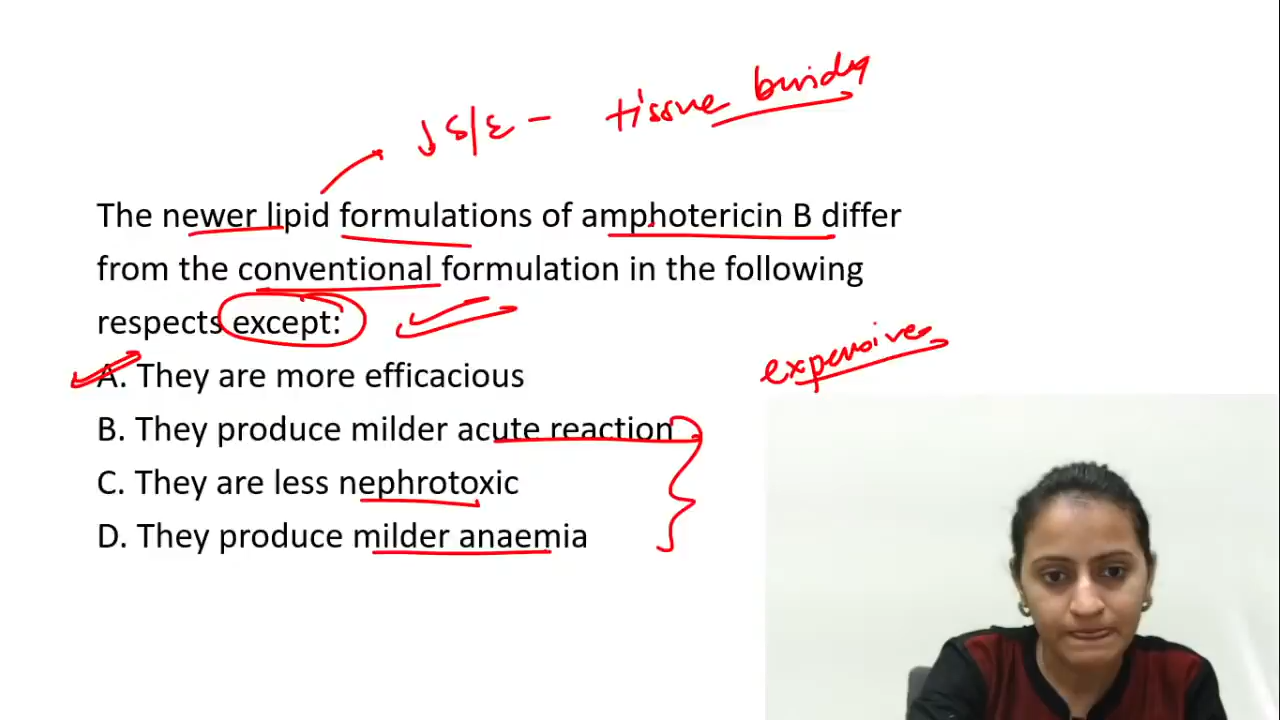 ↓ S/E - tissue binding
The newer lipid formulations of amphotericin B differ
from the conventional formulation in the following
respects except:
expensive
A. They are more efficacious
B. They produce milder acute reaction
C. They are less nephrotoxic
D. They produce milder anaemia